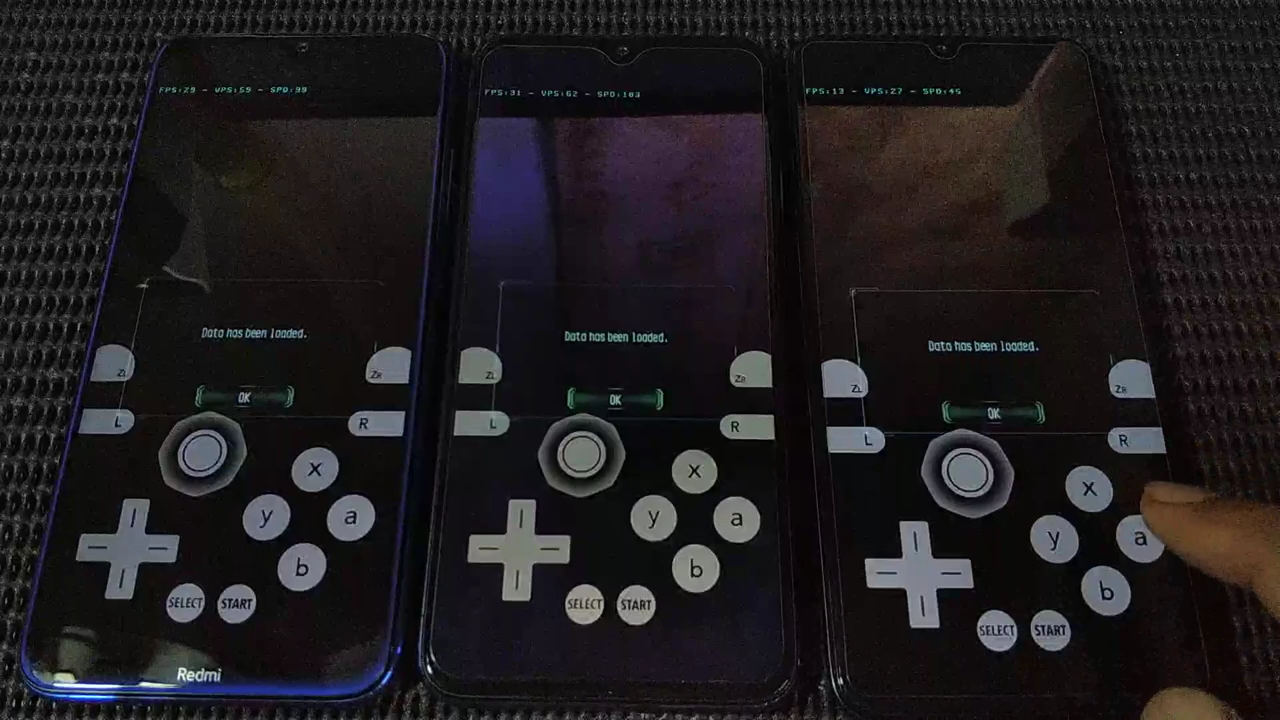 FPS:29 - VPS:59 - SPD:98
Data has been loaded.
OK
ZL
ZR
L
R
x
y
a
b
SELECT
START
Redmi
FPS:31 - VPS:62 - SPD:103
Data has been loaded.
OK
ZL
ZR
L
R
x
y
a
b
SELECT
START
FPS:13 - VPS:27 - SPD:45
Data has been loaded.
OK
ZL
ZR
L
R
x
y
a
b
SELECT
START